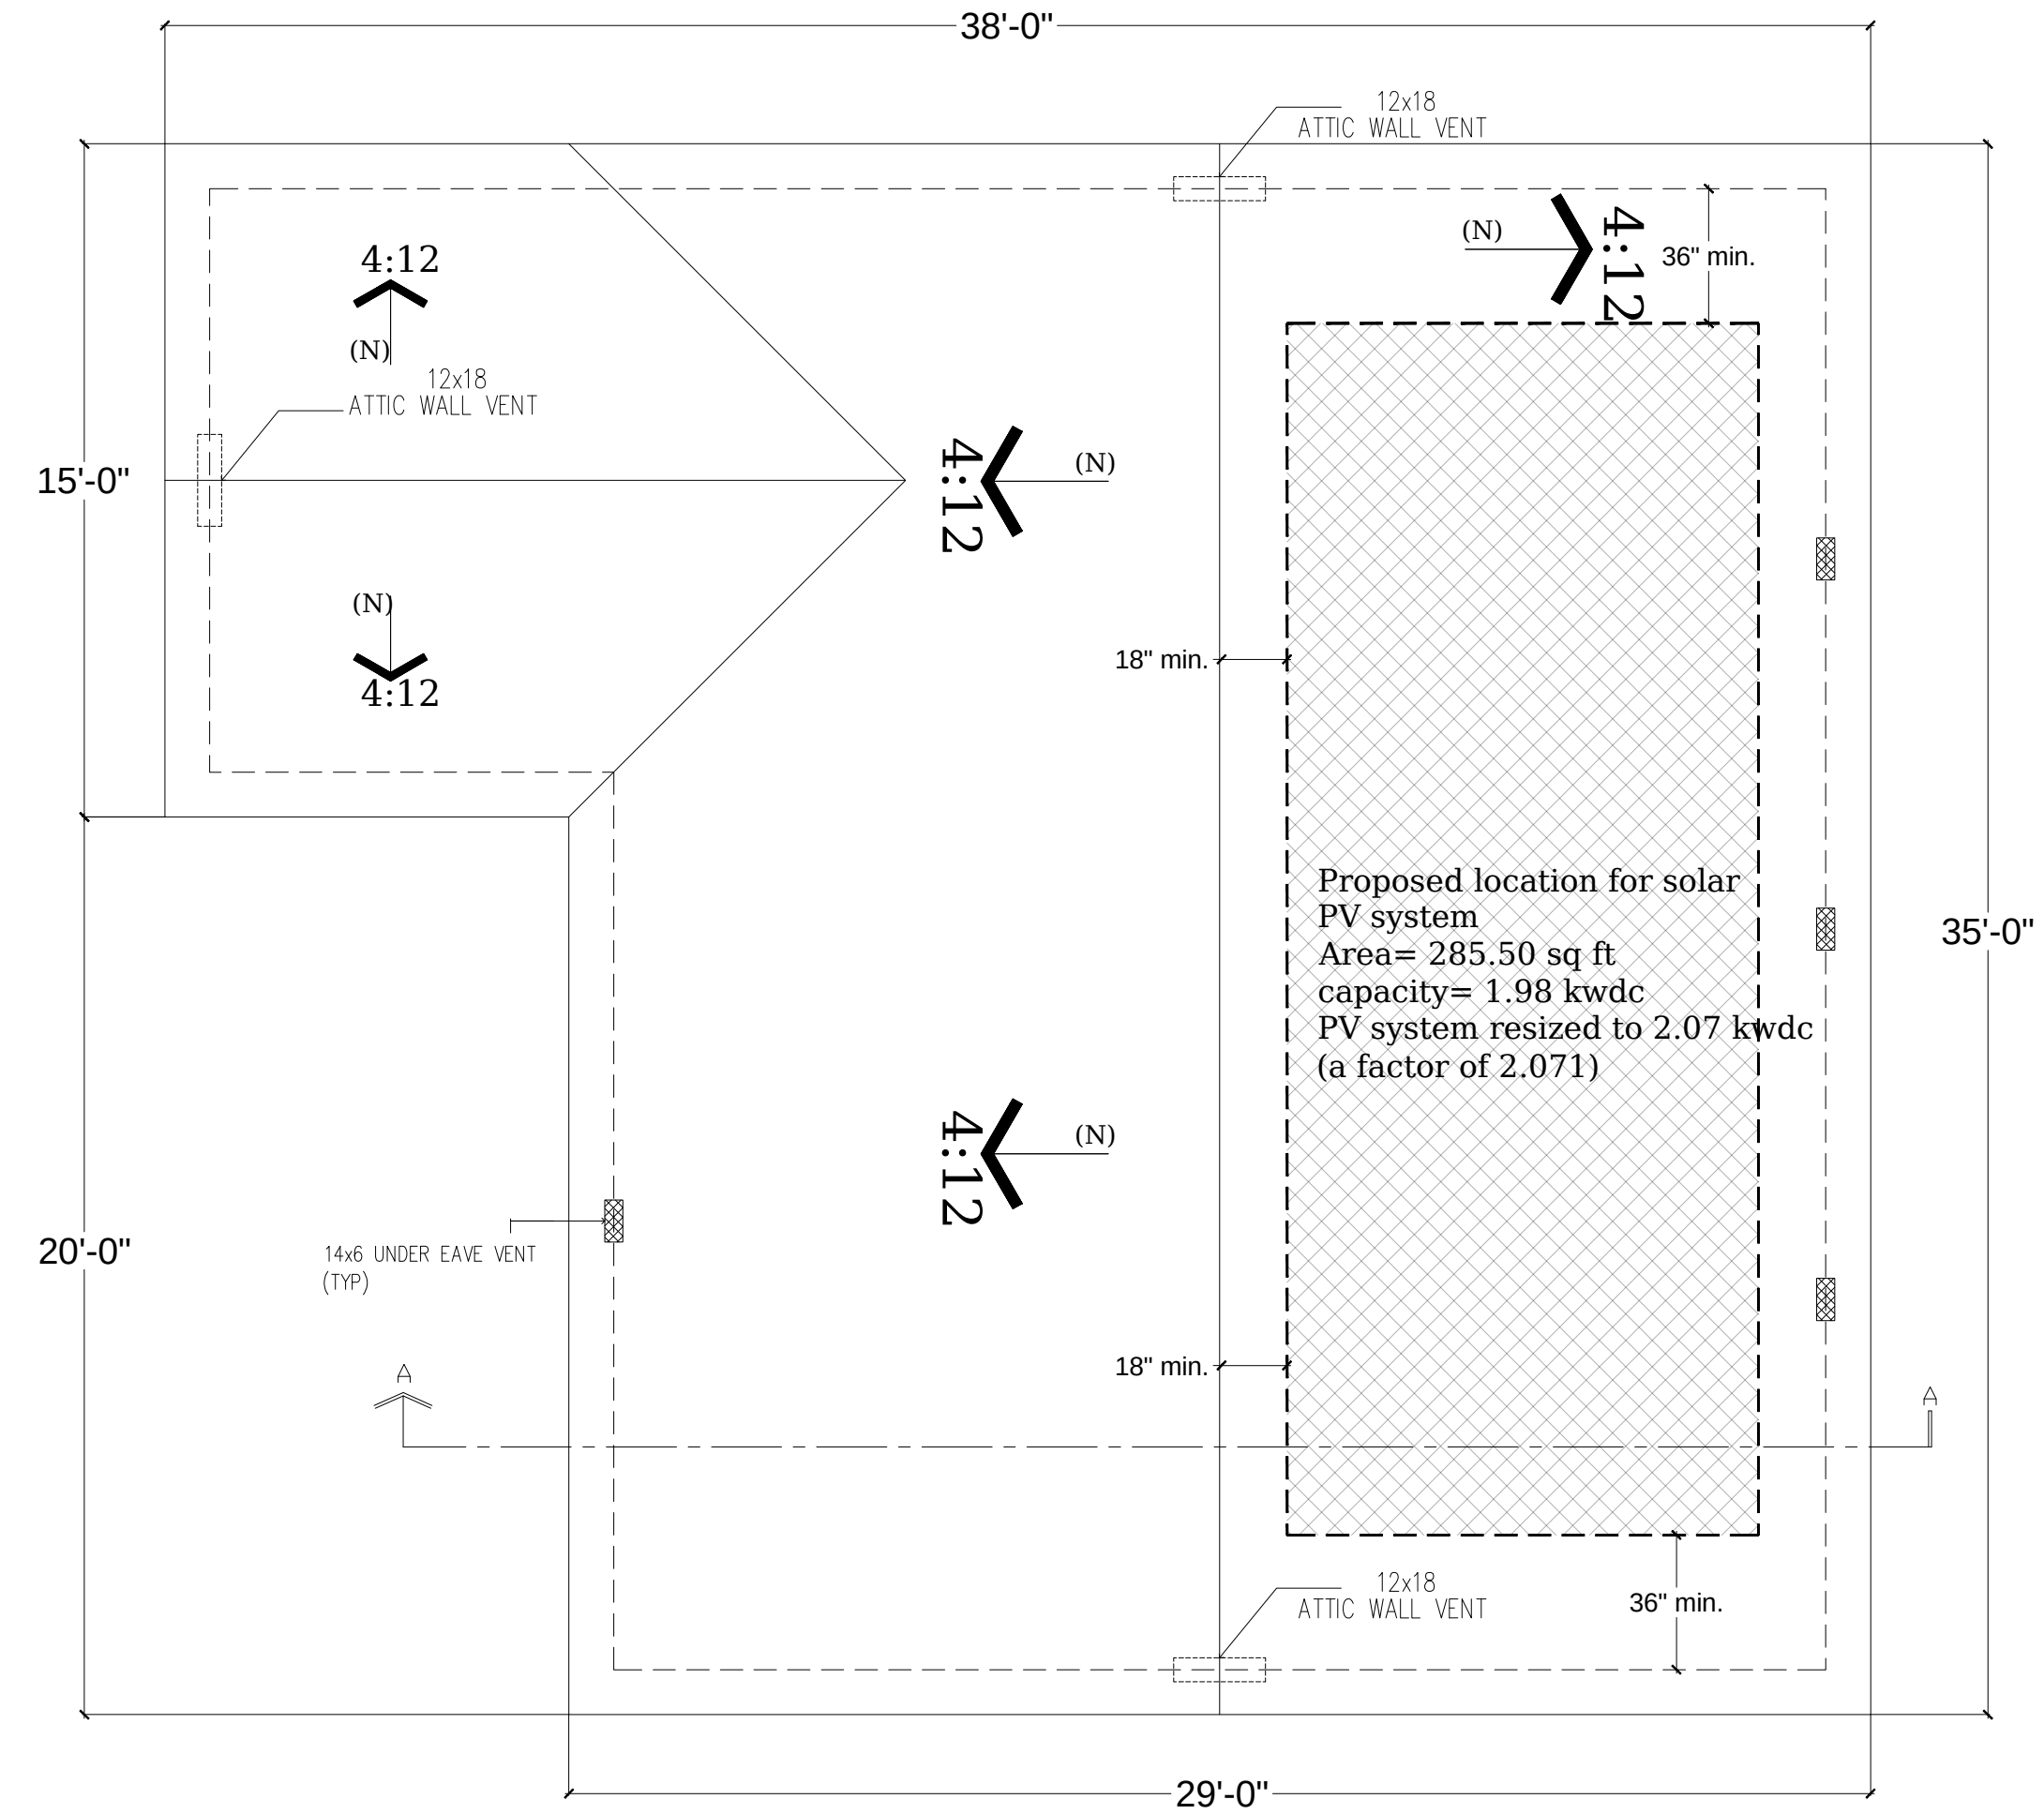 38'-0"
12x18
ATTIC WALL VENT
4:12
(N)
(N)
4:12
36" min.
12x18
ATTIC WALL VENT
15'-0"
4:12
(N)
(N)
4:12
18" min.
Proposed location for solar
PV system
Area= 285.50 sq ft
capacity= 1.98 kwdc
PV system resized to 2.07 kwdc
(a factor of 2.071)
35'-0"
4:12
(N)
20'-0"
14x6 UNDER EAVE VENT
(TYP)
18" min.
A
A
12x18
ATTIC WALL VENT
36" min.
29'-0"